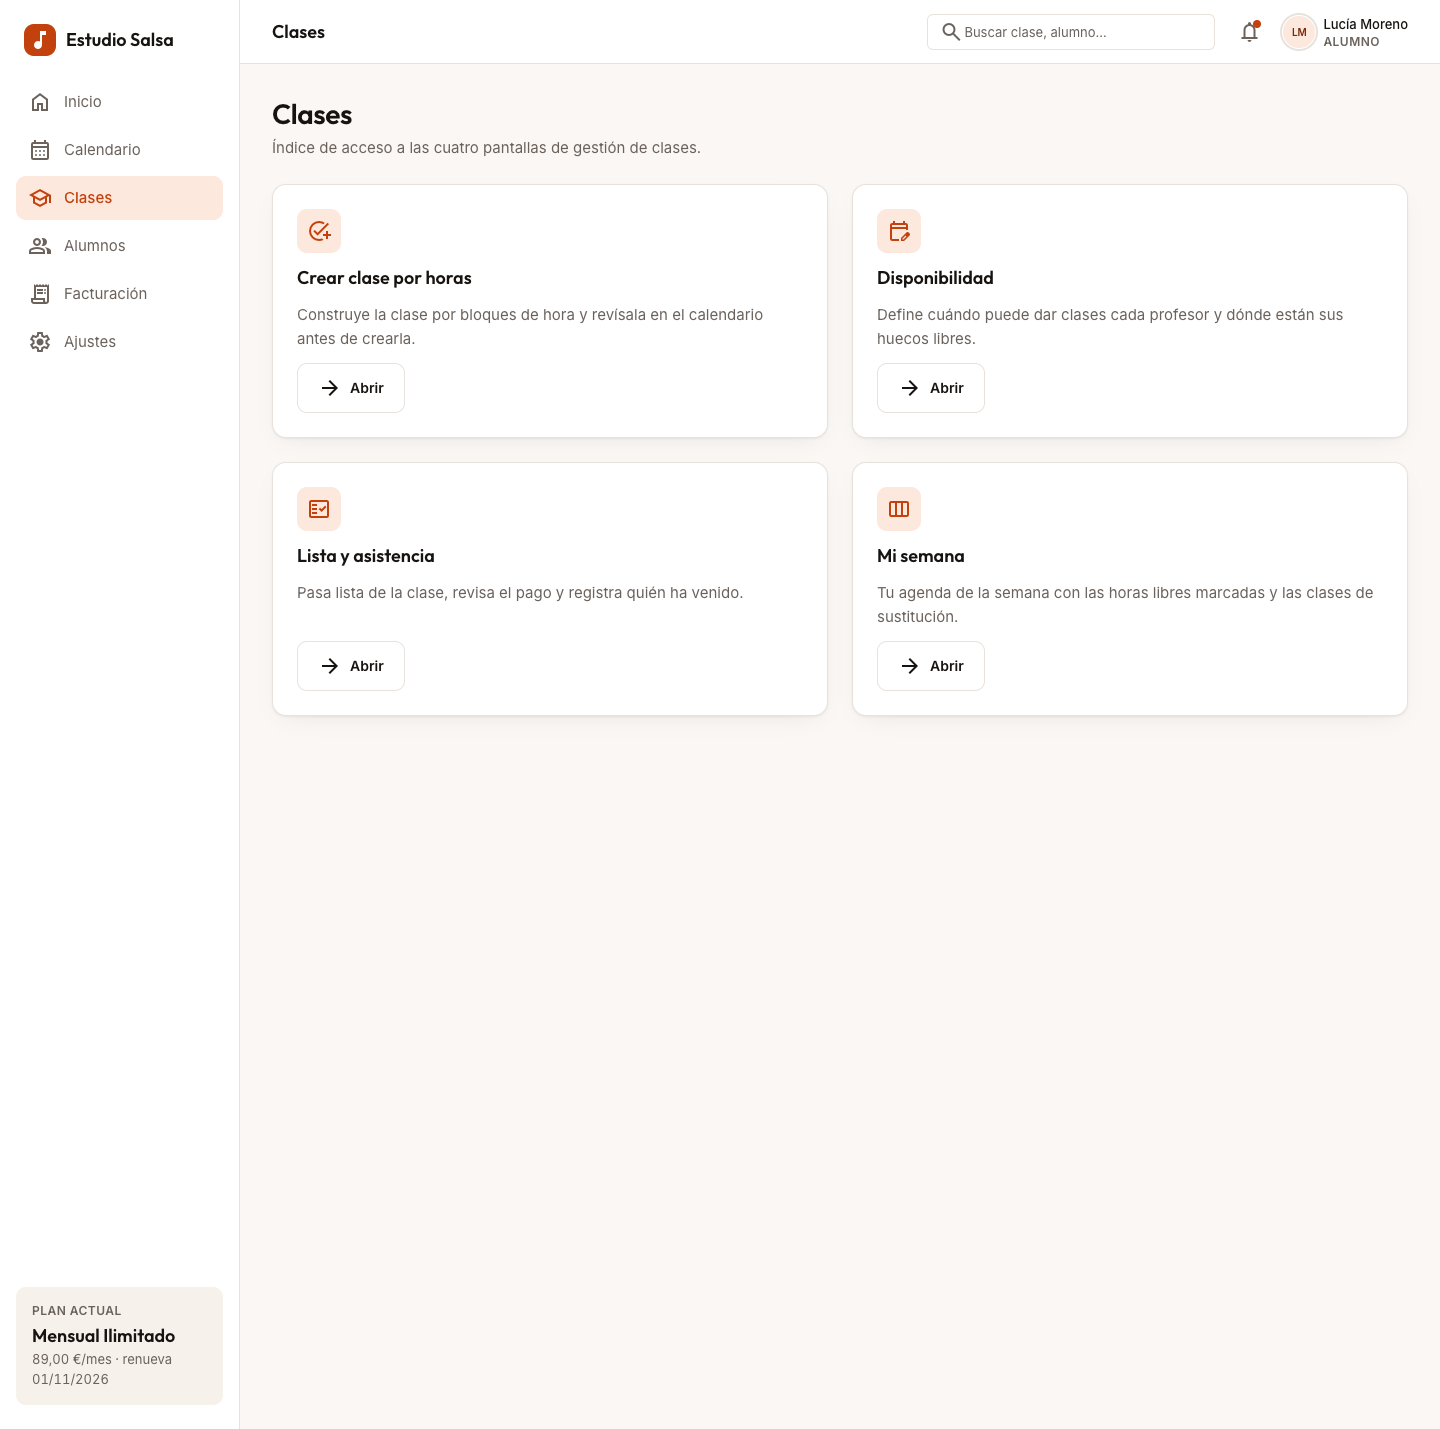 Estudio Salsa
Inicio
Calendario
Clases
Alumnos
Facturación
Ajustes
PLAN ACTUAL
Mensual Ilimitado
89,00 €/mes · renueva
01/11/2026
Clases
Buscar clase, alumno...
LM
Lucía Moreno
ALUMNO
Clases
Índice de acceso a las cuatro pantallas de gestión de clases.
Crear clase por horas
Construye la clase por bloques de hora y revísala en el calendario
antes de crearla.
Abrir
Disponibilidad
Define cuándo puede dar clases cada profesor y dónde están sus
huecos libres.
Abrir
Lista y asistencia
Pasa lista de la clase, revisa el pago y registra quién ha venido.
Abrir
Mi semana
Tu agenda de la semana con las horas libres marcadas y las clases de
sustitución.
Abrir